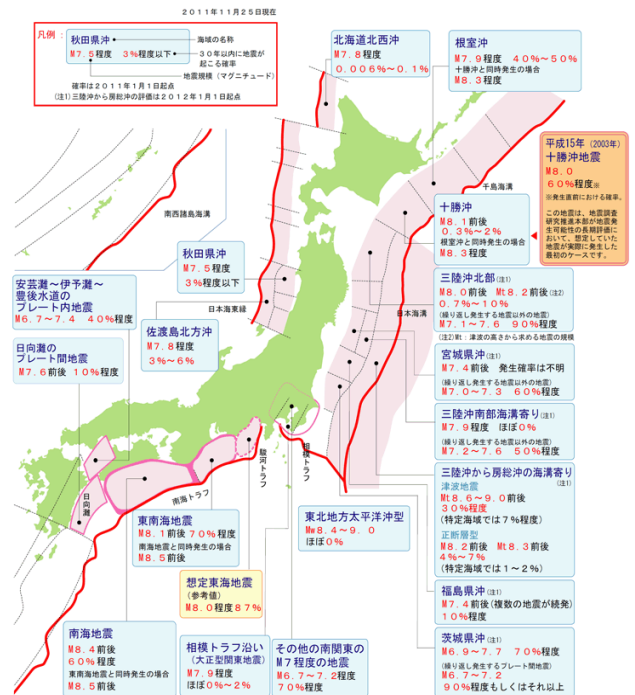 2011年11月25日現在
凡例：
秋田県沖
M7.5程度 3%程度以下
海域の名称
30年以内に地震が
起こる確率
地震規模（マグニチュード）
確率は2011年1月1日起点
(注1)三陸沖から房総沖の評価は2012年1月1日起点
北海道北西沖
M7.8程度
0.006%～0.1%
根室沖
M7.9程度 40%～50%
十勝沖と同時発生の場合
M8.3程度
平成15年（2003年）
十勝沖地震
M8.0
60%程度※
※発生直前における確率。
この地震は、地震調査
研究推進本部が地震発
生可能性の長期評価に
おいて、想定していた
地震が実際に発生した
最初のケースです。
千島海溝
十勝沖
M8.1前後
0.3%～2%
根室沖と同時発生の場合
M8.3程度
南西諸島海溝
秋田県沖
M7.5程度
3%程度以下
日本海東縁
日本海溝
三陸沖北部(注1)
M8.0前後 Mt8.2前後(注2)
0.7%～10%
(繰り返し発生する地震以外の地震)
M7.1～7.6 90%程度
(注2)Mt：津波の高さから求める地震の規模
安芸灘～伊予灘～
豊後水道の
プレート内地震
M6.7～7.4 40%程度
佐渡島北方沖
M7.8程度
3%～6%
日向灘の
プレート間地震
M7.6前後 10%程度
宮城県沖(注1)
M7.4前後 発生確率は不明
(繰り返し発生する地震以外の地震)
M7.0～7.3 60%程度
三陸沖南部海溝寄り(注1)
M7.9程度 ほぼ0%
(繰り返し発生する地震以外の地震)
M7.2～7.6 50%程度
三陸沖から房総沖の海溝寄り
(注1)
津波地震
Mt8.6～9.0前後
30%程度
(特定海域では7%程度)
正断層型
M8.2前後 Mt8.3前後
4%～7%
(特定海域では1～2%)
日向灘
南海トラフ
駿河トラフ
相模トラフ
東南海地震
M8.1前後 70%程度
南海地震と同時発生の場合
M8.5前後
東北地方太平洋沖型
Mw8.4～9.0
ほぼ0%
想定東海地震
(参考値)
M8.0程度87%
福島県沖(注1)
M7.4前後(複数の地震が続発)
10%程度
南海地震
M8.4前後
60%程度
東南海地震と同時発生の場合
M8.5前後
相模トラフ沿い
（大正型関東地震）
M7.9程度
ほぼ0%～2%
その他の南関東の
M7程度の地震
M6.7～7.2程度
70%程度
茨城県沖(注1)
M6.9～7.7 70%程度
(繰り返し発生するプレート間地震)
M6.7～7.2
90%程度もしくはそれ以上